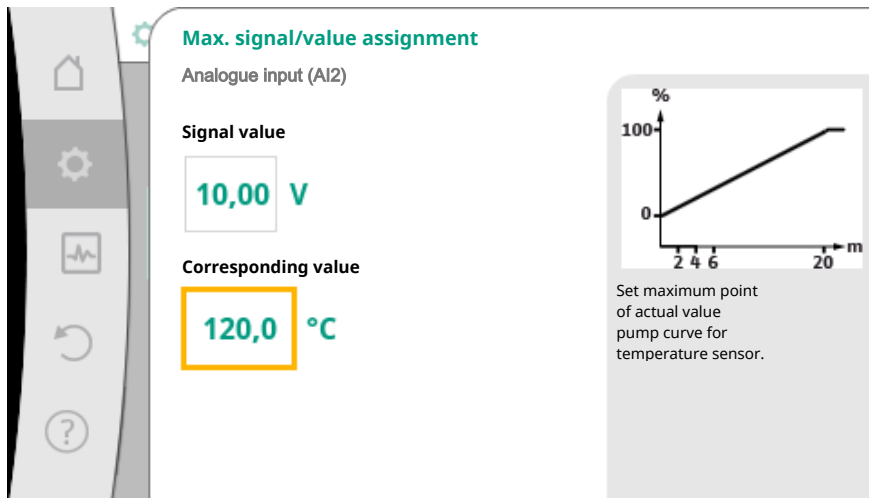 Max. signal/value assignment
Analogue input (AI2)
Signal value
10,00 V
Corresponding value
120,0 °C
%
100
0
2 4 6 20 m
Set maximum point
of actual value
pump curve for
temperature sensor.
?